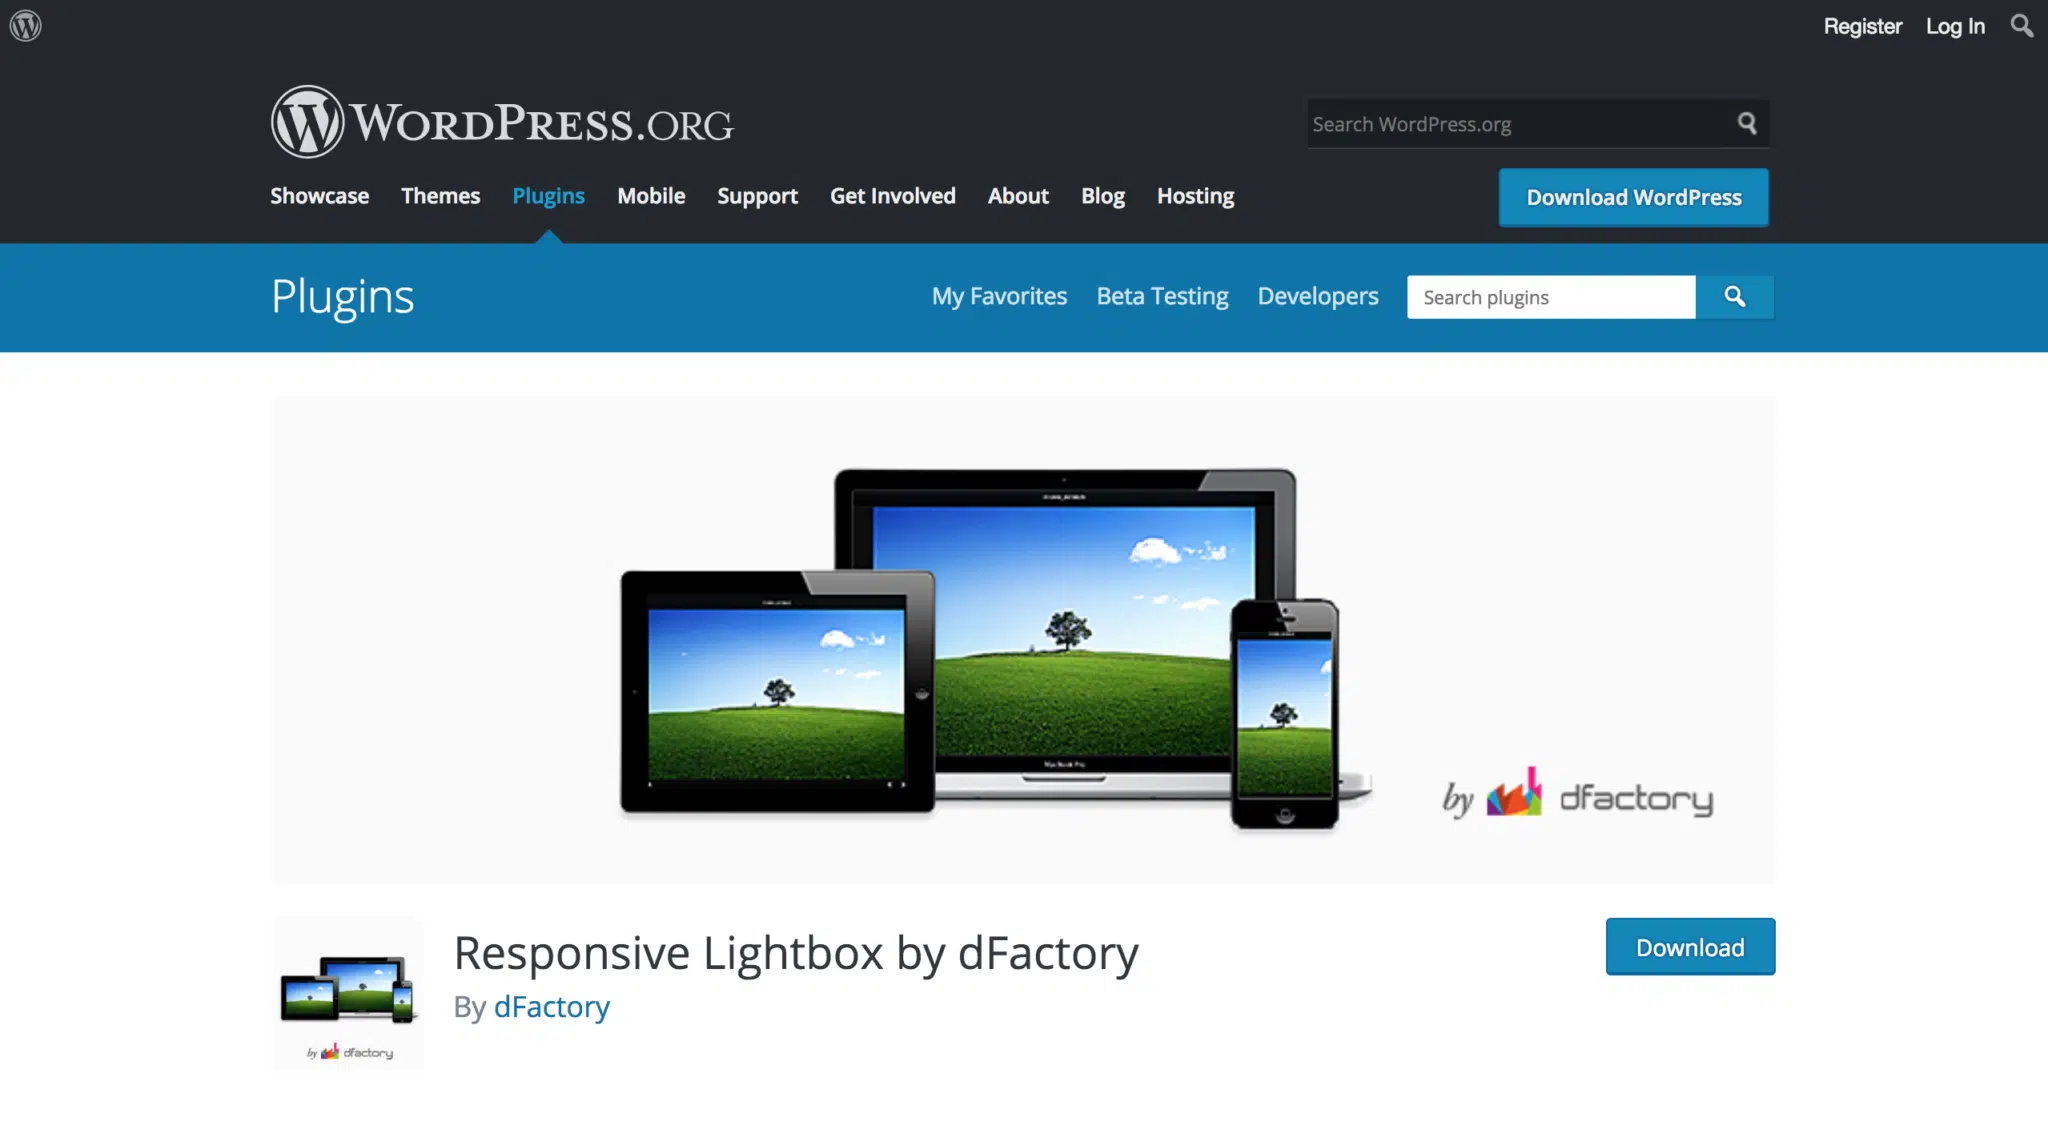 Register Log In
WORDPRESS.ORG
Search WordPress.org
Showcase Themes Plugins Mobile Support Get Involved About Blog Hosting
Download WordPress
Plugins
My Favorites Beta Testing Developers
Search plugins
MacBook Pro
by dfactory
Responsive Lightbox by dFactory
Download
By dFactory
by dfactory